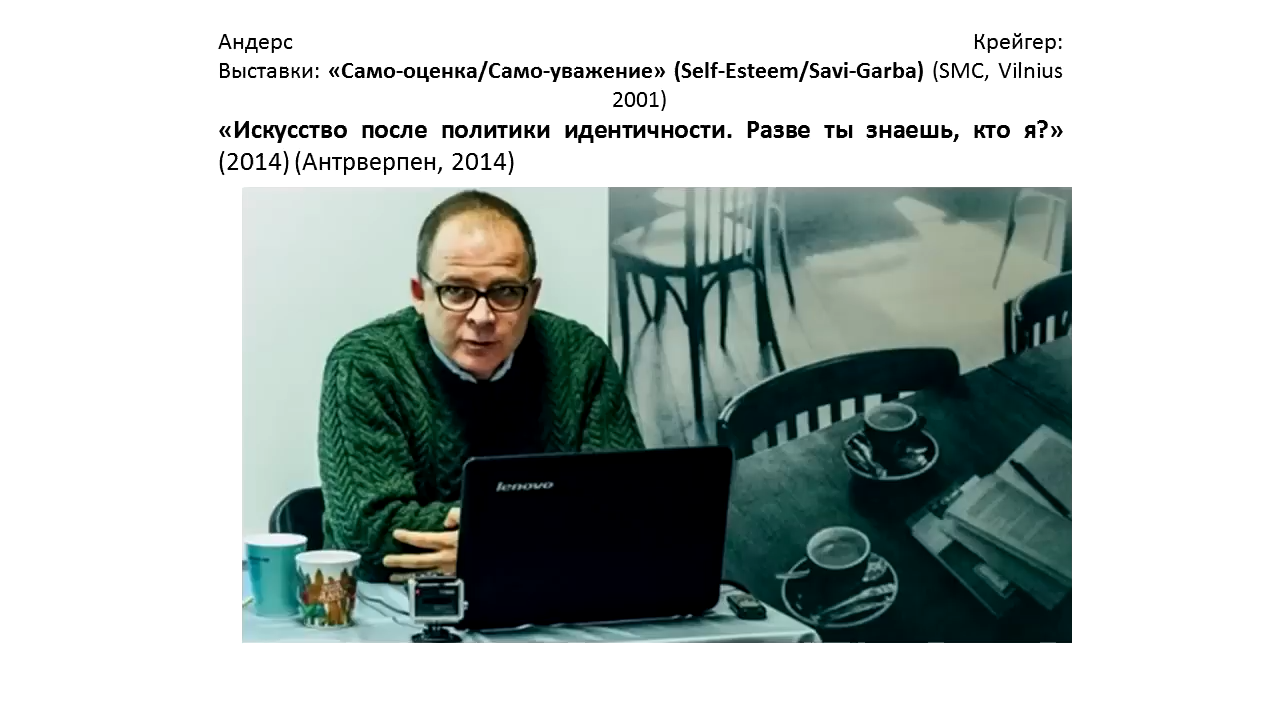 Андерс Крейгер:
Выставки: «Само-оценка/Само-уважение» (Self-Esteem/Savi-Garba) (SMC, Vilnius
2001)
«Искусство после политики идентичности. Разве ты знаешь, кто я?»
(2014) (Антрверпен, 2014)
lenovo